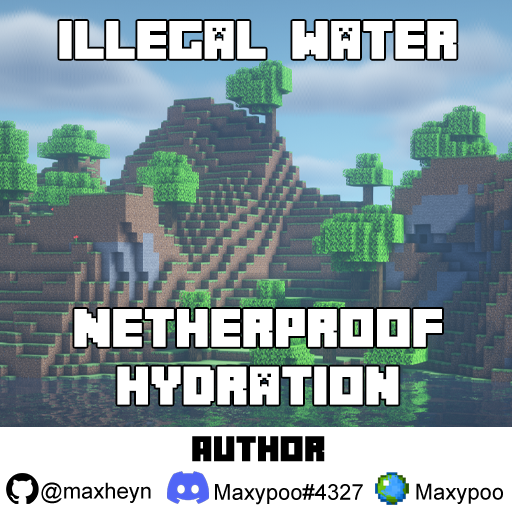 ILLEGAL WATER
NETHERPROOF
HYDRATION
AUTHOR
@maxheyn Maxypoo#4327 Maxypoo